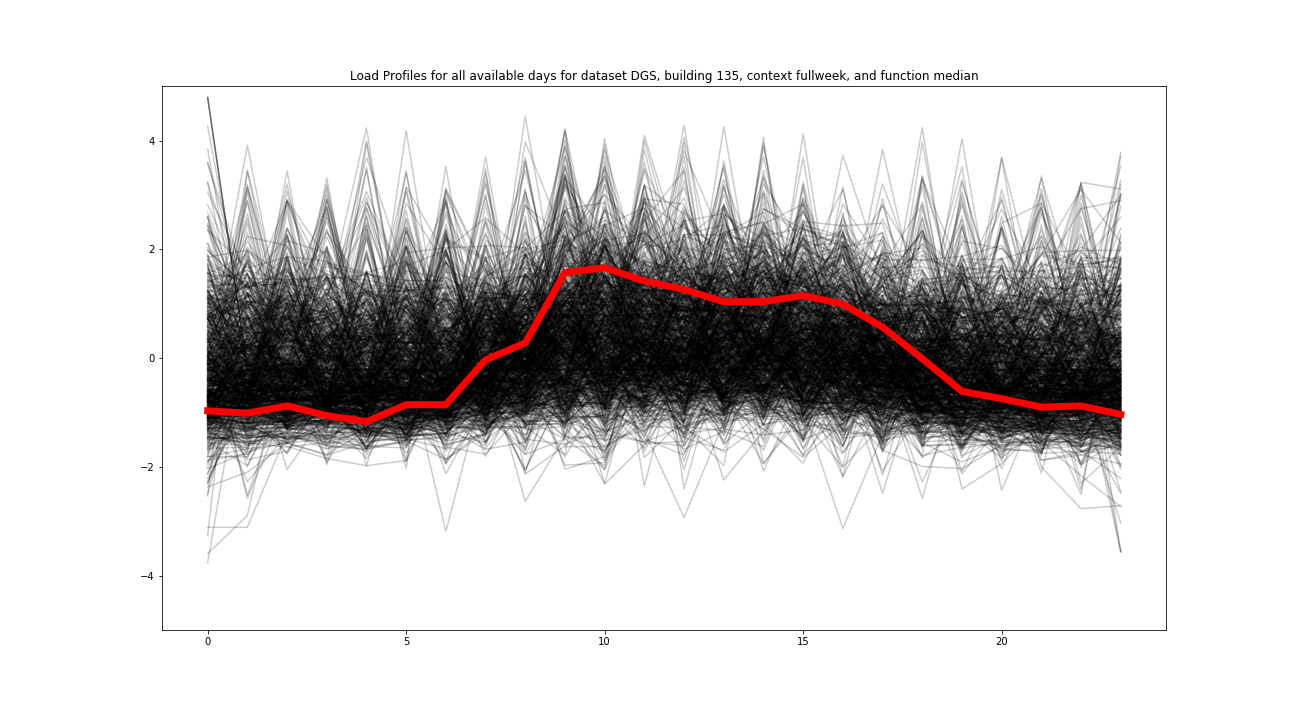 Load Profiles for all available days for dataset DGS, building 135, context fullweek, and function median
4
2
0
−2
−4
0 5 10 15 20